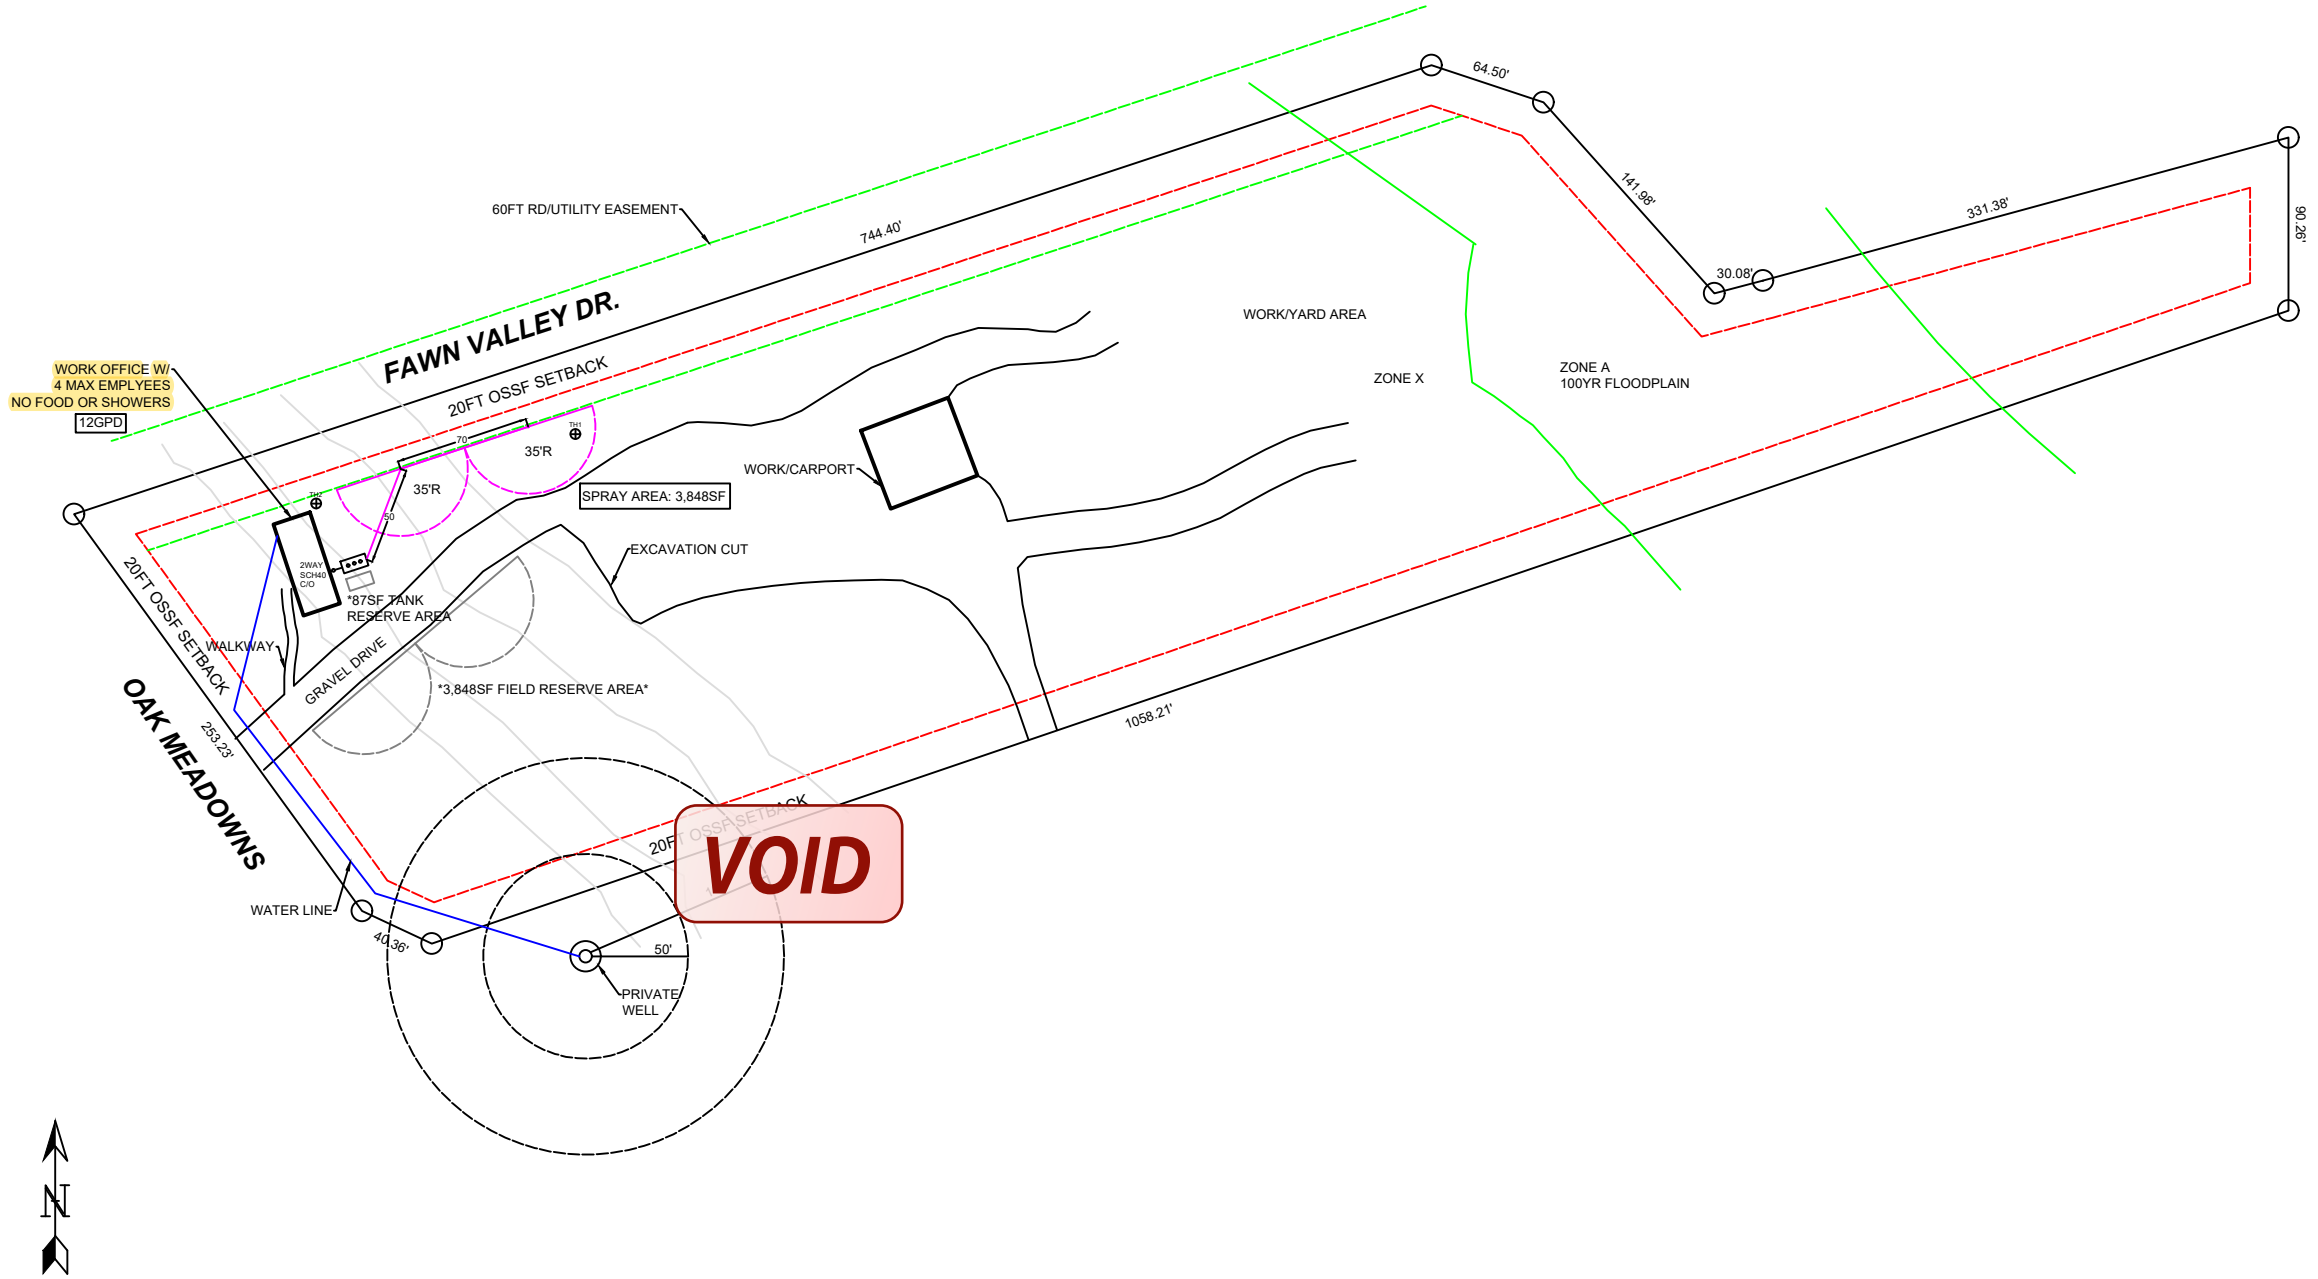 64.50'
141.98'
331.38'
90.26'
30.08'
60FT RD/UTILITY EASEMENT
744.40'
FAWN VALLEY DR.
20FT OSSF SETBACK
WORK/YARD AREA
ZONE X
ZONE A
100YR FLOODPLAIN
WORK OFFICE W/
4 MAX EMPLYEES
NO FOOD OR SHOWERS
12GPD
TH1
70
35'R
35'R
TH2
50
WORK/CARPORT
SPRAY AREA: 3,848SF
EXCAVATION CUT
2WAY
SCH40
C/O
*87SF TANK
RESERVE AREA
20FT OSSF SETBACK
WALKWAY
GRAVEL DRIVE
*3,848SF FIELD RESERVE AREA*
OAK MEADOWNS
253.23'
1058.21'
20FT OSSF SETBACK
VOID
WATER LINE
40.36'
50'
PRIVATE
WELL
N